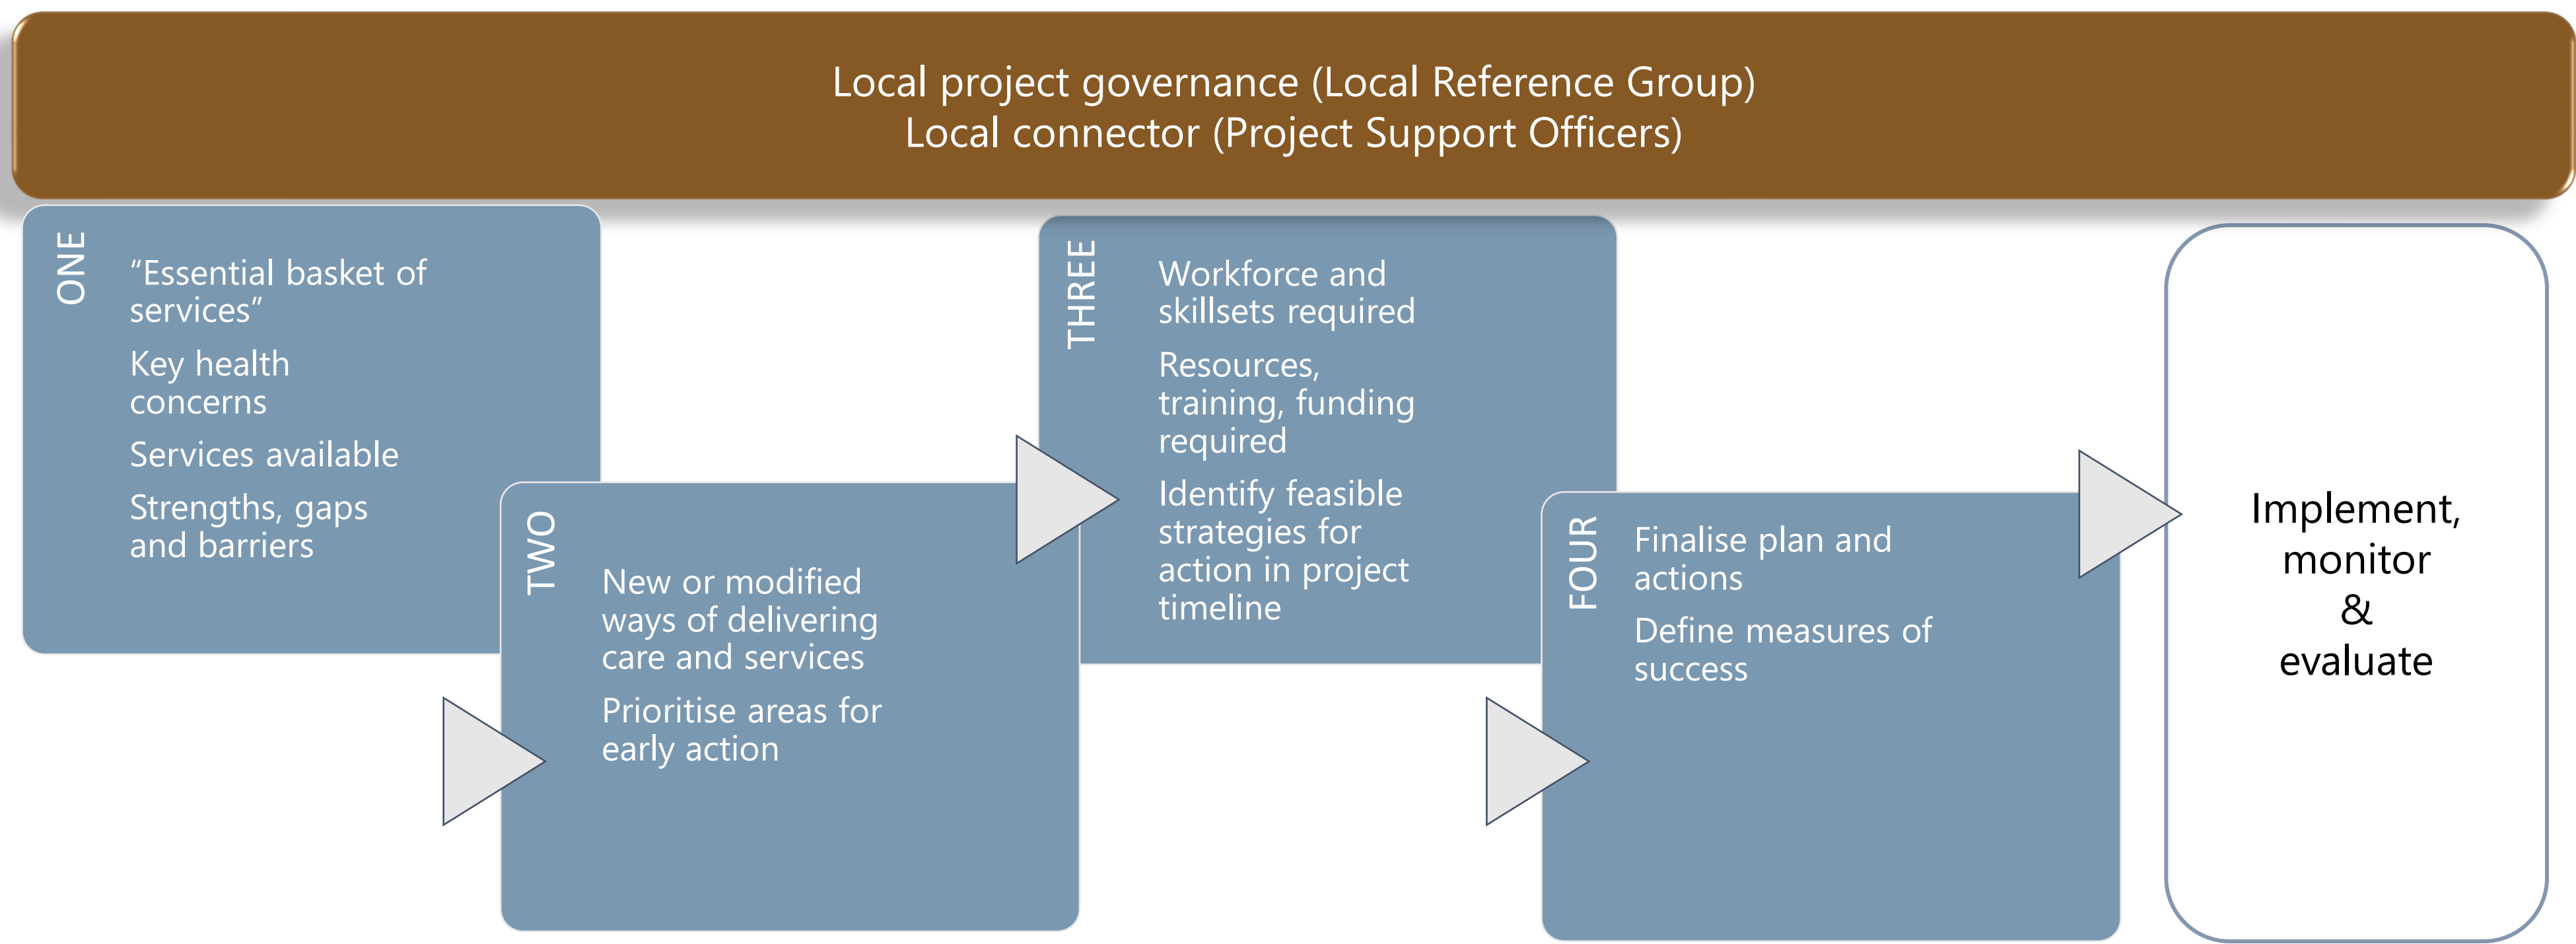 Local project governance (Local Reference Group)
Local connector (Project Support Officers)
ONE
“Essential basket of
services”
Key health
concerns
Services available
Strengths, gaps
and barriers
TWO
New or modified
ways of delivering
care and services
Prioritise areas for
early action
THREE
Workforce and
skillsets required
Resources,
training, funding
required
Identify feasible
strategies for
action in project
timeline
FOUR
Finalise plan and
actions
Define measures of
success
Implement,
monitor
&
evaluate